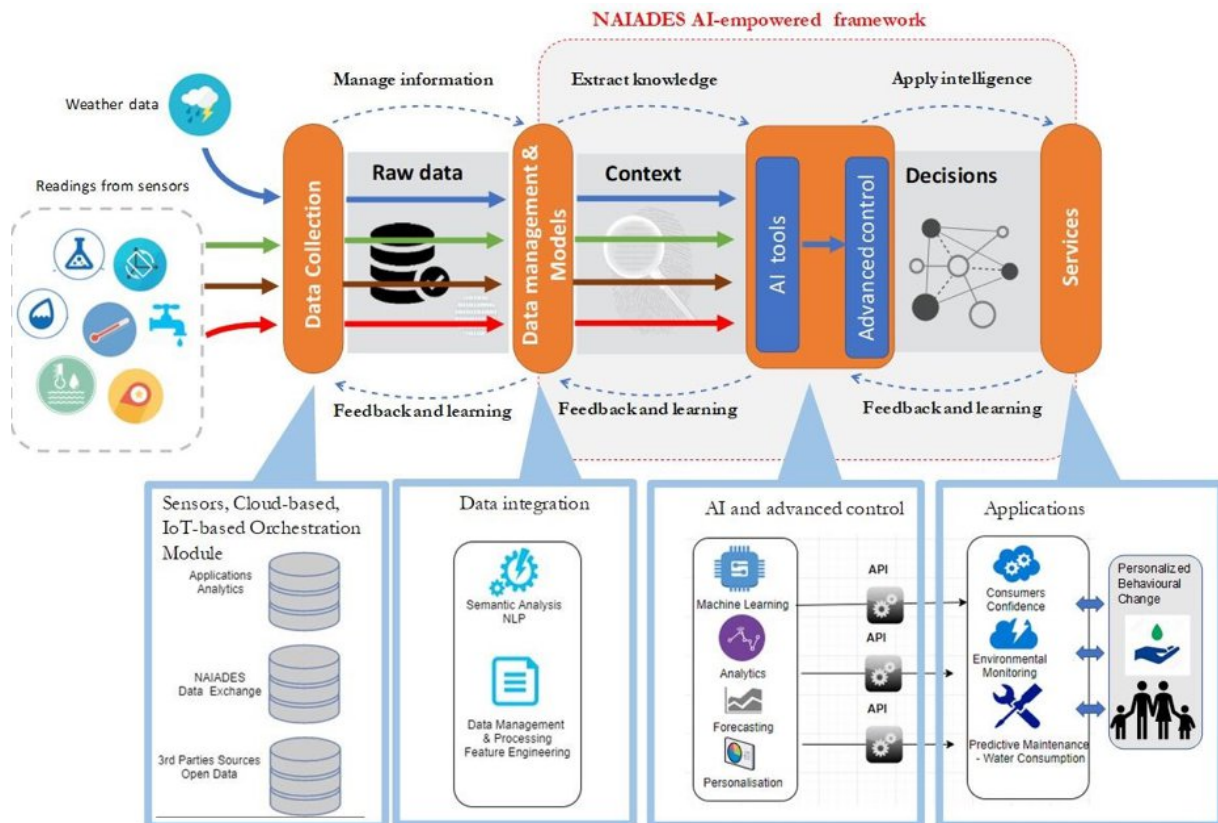 NAIADES AI-empowered framework
Manage information
Extract knowledge
Apply intelligence
Weather data
Readings from sensors
Data Collection
Raw data
Data management &
Models
Context
AI tools
Advanced control
Decisions
Services
Feedback and learning
Feedback and learning
Feedback and learning
Sensors, Cloud-based,
IoT-based Orchestration
Module
Applications
Analytics
NAIADES
Data Exchange
3rd Parties Sources
Open Data
Data integration
Semantic Analysis
NLP
Data Management
& Processing
Feature Engineering
AI and advanced control
Machine Learning
Analytics
Forecasting
Personalisation
API
API
API
Applications
Consumers
Confidence
Environmental
Monitoring
Predictive Maintenance
- Water Consumption
Personalized
Behavioural
Change